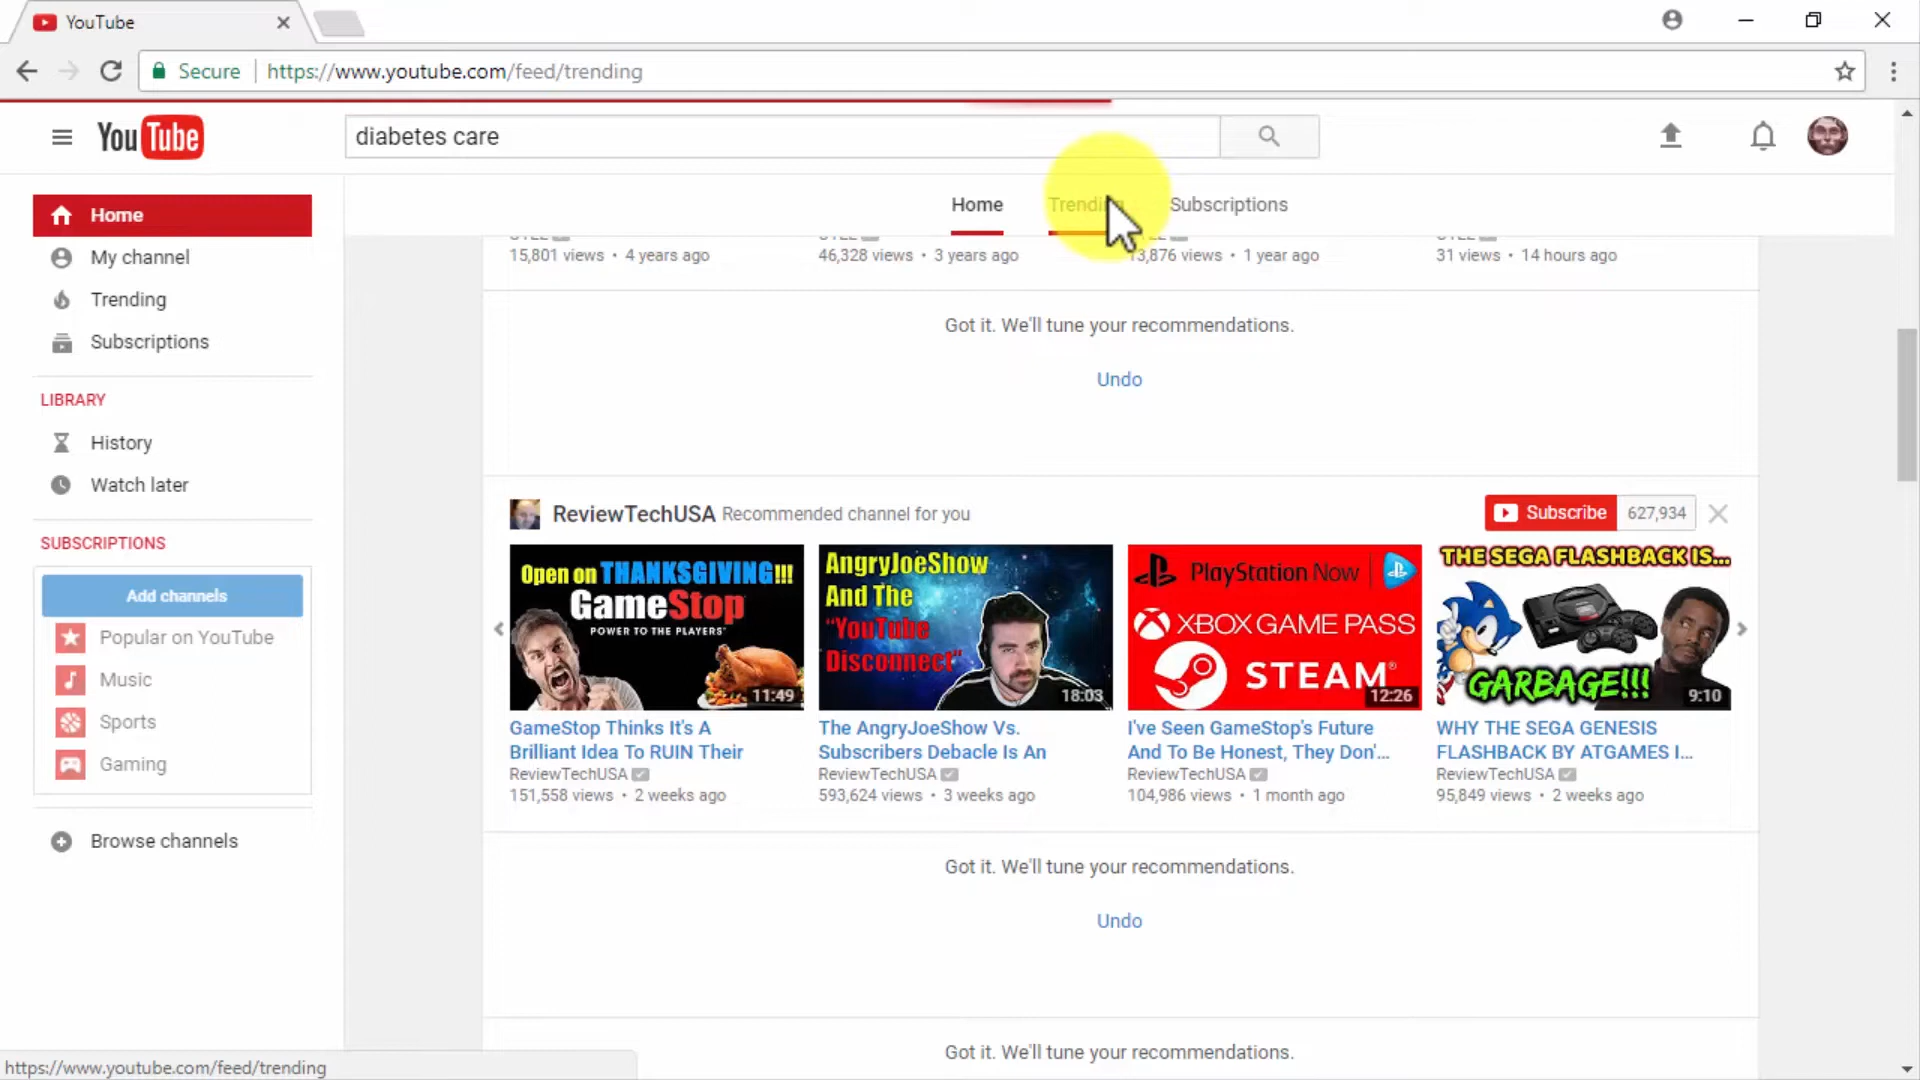 YouTube
Secure
https://www.youtube.com/feed/trending
YouTube
diabetes care
Home
Trending
Subscriptions
Home
My channel
Trending
Subscriptions
LIBRARY
History
Watch later
SUBSCRIPTIONS
Add channels
Popular on YouTube
Music
Sports
Gaming
Browse channels
15,801 views • 4 years ago
46,328 views • 3 years ago
13,876 views • 1 year ago
31 views • 14 hours ago
Got it. We'll tune your recommendations.
Undo
ReviewTechUSA Recommended channel for you
Subscribe 627,934
Open on THANKSGIVING!!!
GameStop
POWER TO THE PLAYERS™
11:49
GameStop Thinks It's A
Brilliant Idea To RUIN Their
ReviewTechUSA
151,558 views • 2 weeks ago
AngryJoeShow
And The
"YouTube
Disconnect"
18:03
The AngryJoeShow Vs.
Subscribers Debacle Is An
ReviewTechUSA
593,624 views • 3 weeks ago
PlayStation Now
XBOX GAME PASS
STEAM®
12:26
I've Seen GameStop's Future
And To Be Honest, They Don'...
ReviewTechUSA
104,986 views • 1 month ago
THE SEGA FLASHBACK IS...
GARBAGE!!!
9:10
WHY THE SEGA GENESIS
FLASHBACK BY ATGAMES I...
ReviewTechUSA
95,849 views • 2 weeks ago
Got it. We'll tune your recommendations.
Undo
Got it. We'll tune your recommendations.
https://www.youtube.com/feed/trending